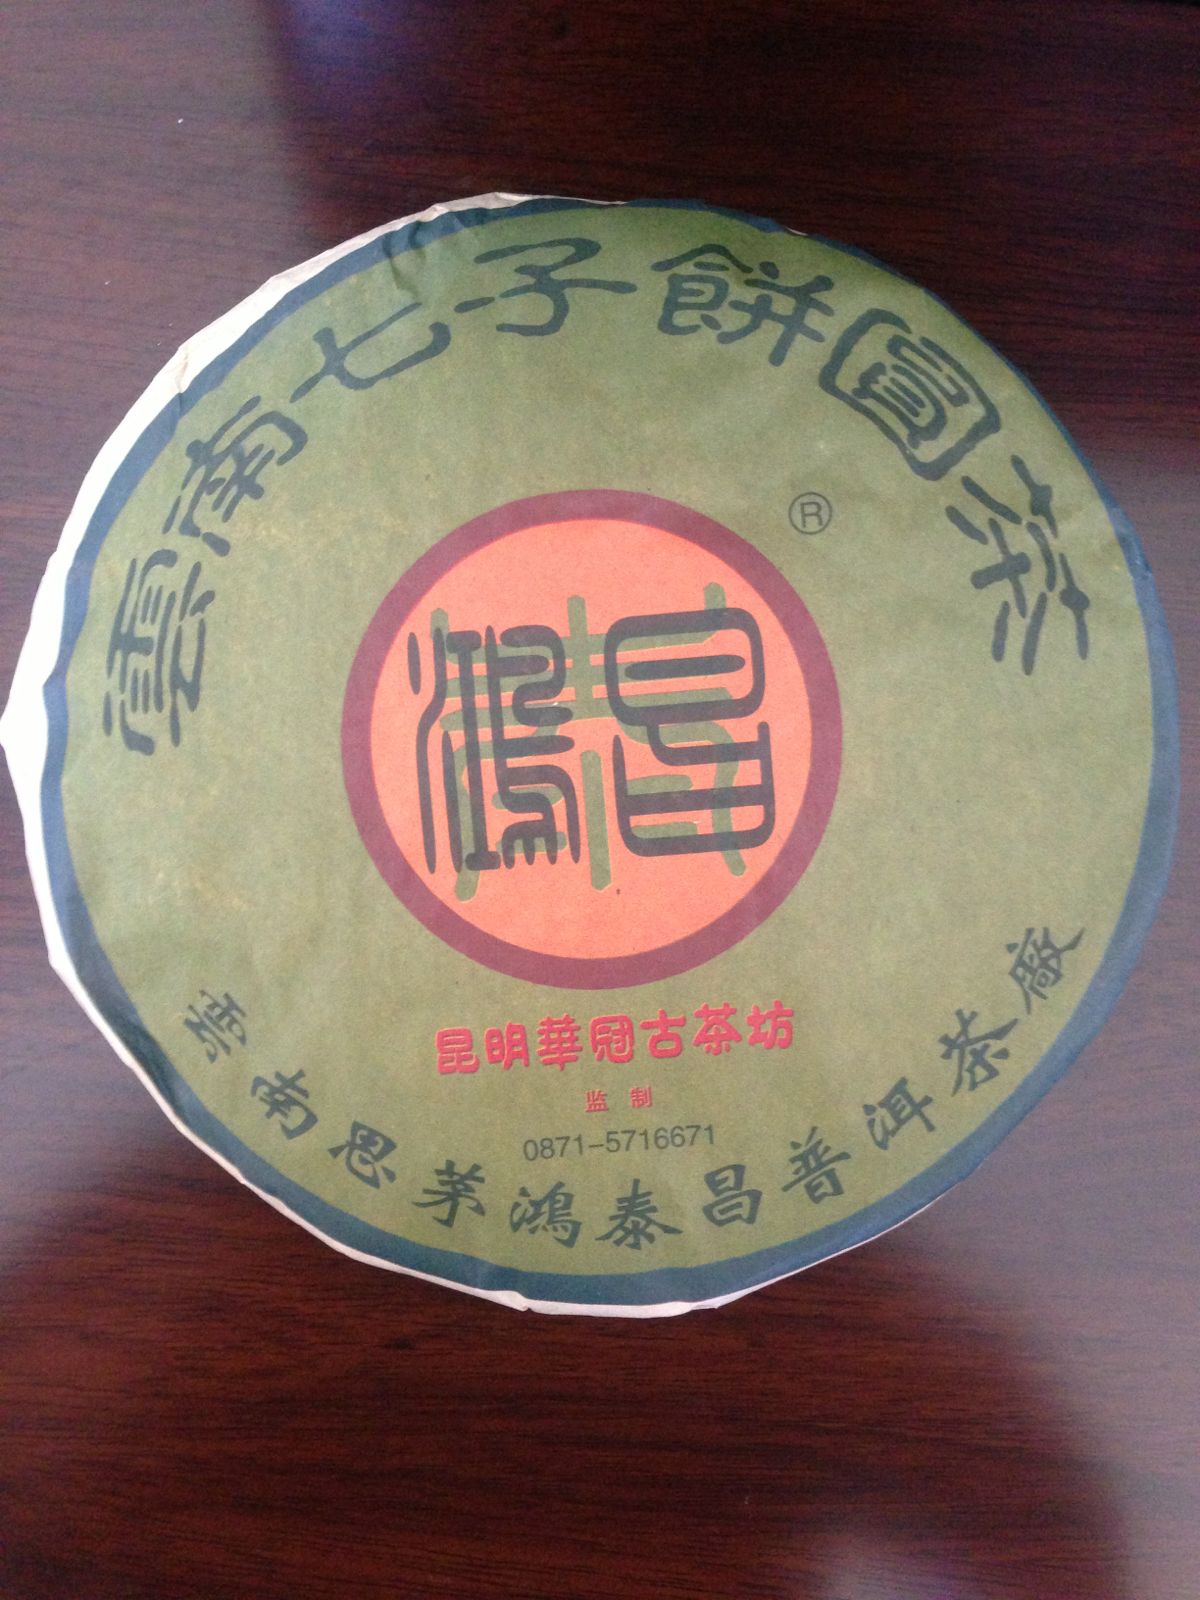 雲南七子餅圓茶
®
鴻昌
昆明華冠古茶坊
监制
0871-5716671
雲南思茅鴻泰昌普洱茶廠